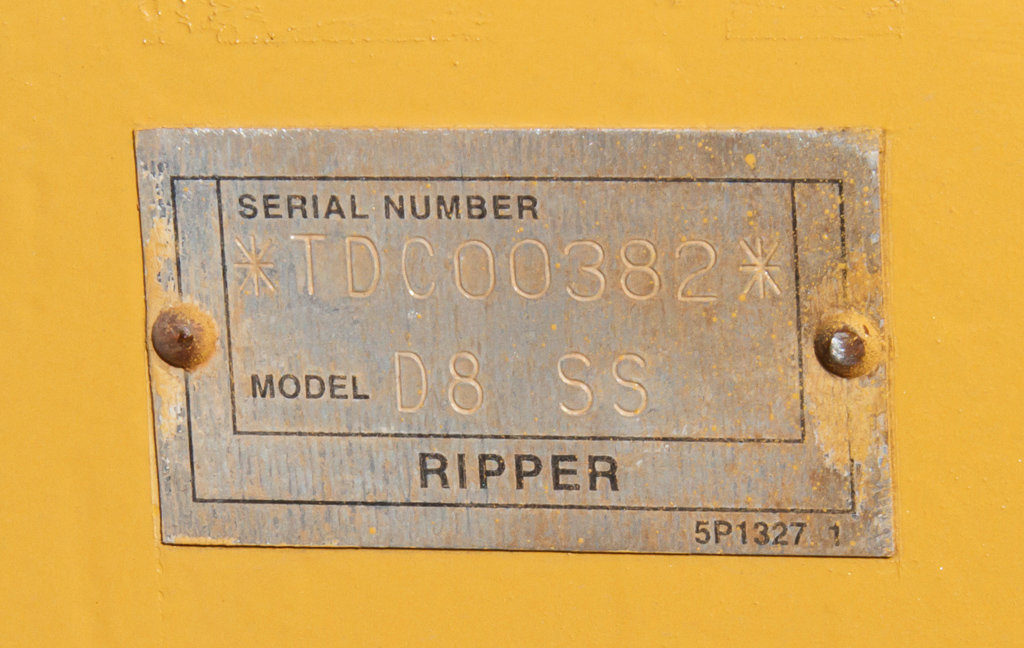 SERIAL NUMBER
*TDC00382*
MODEL D8 SS
RIPPER
5P1327 1